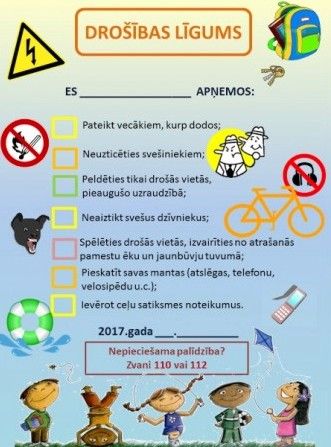 DROŠĪBAS LĪGUMS
ES ____________________ APŅEMOS:
Pateikt vecākiem, kurp dodos;
Neuzticēties svešiniekiem;
Peldēties tikai drošās vietās,
pieaugušo uzraudzībā;
Neaiztikt svešus dzīvniekus;
Spēlēties drošās vietās, izvairīties no atrašanās
pamestu ēku un jaunbūvju tuvumā;
Pieskatīt savas mantas (atslēgas, telefonu,
velosipēdu u.c.);
Ievērot ceļu satiksmes noteikumus.
2017.gada ___.__________
Nepieciešama palīdzība?
Zvani 110 vai 112